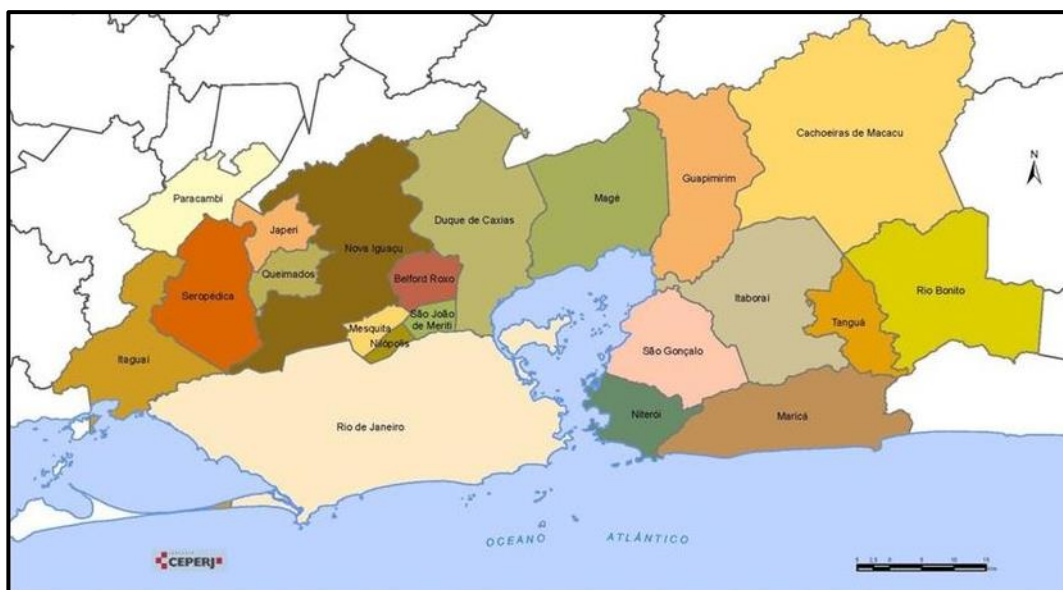 Cachoeiras de Macacu
N
Guapimirim
Paracambi
Magé
Duque de Caxias
Japeri
Nova Iguaçu
Queimados
Belford Roxo
Seropédica
Itaboraí
Rio Bonito
São João
de Meriti
Tanguá
Mesquita
Nilópolis
São Gonçalo
Itaguaí
Niterói
Maricá
Rio de Janeiro
OCEANO ATLÂNTICO
CEPERJ